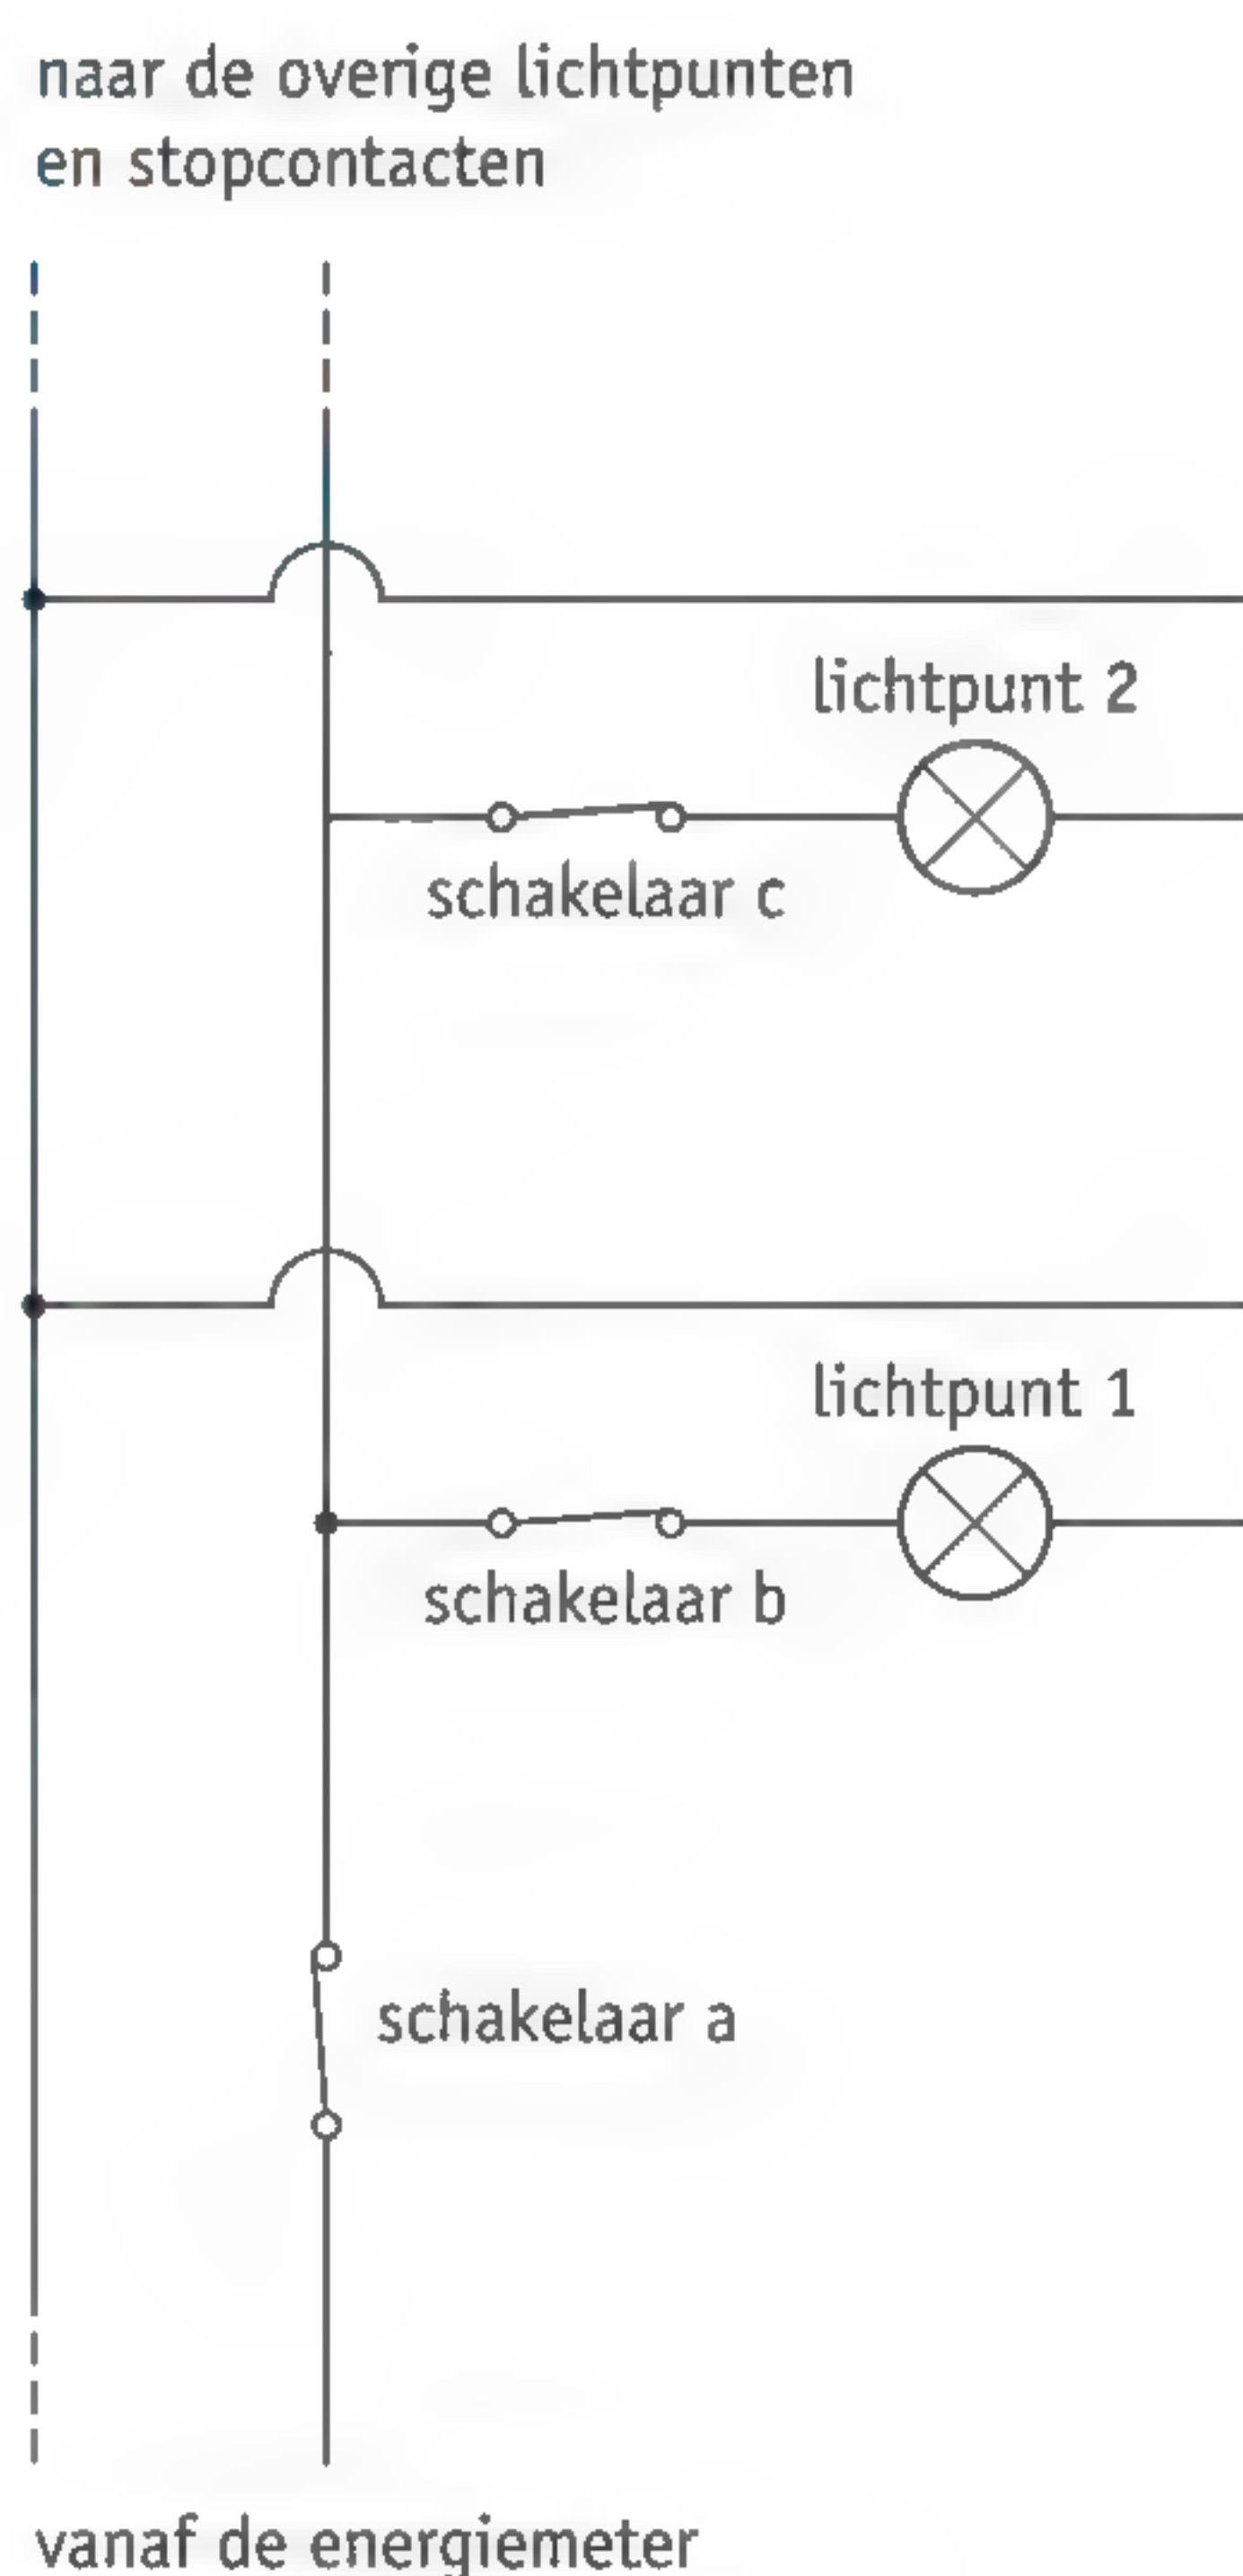 naar de overige lichtpunten
en stopcontacten
lichtpunt 2
schakelaar c
lichtpunt 1
schakelaar b
schakelaar a
vanaf de energiemeter